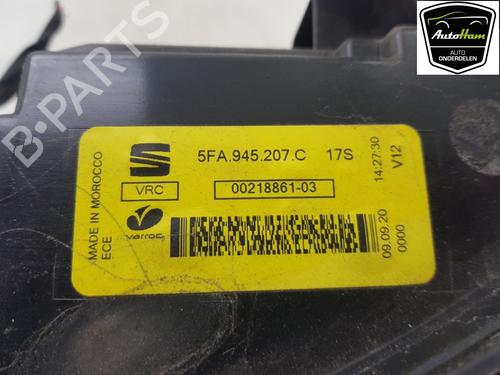 AutoHam
AUTO
ONDERDELEN
B-PARTS
5FA.945.207.C 17S
VRC
00218861-03
varroc
MADE IN MOROCCO
ECE
14:27:30
V12
09.09.20
0000